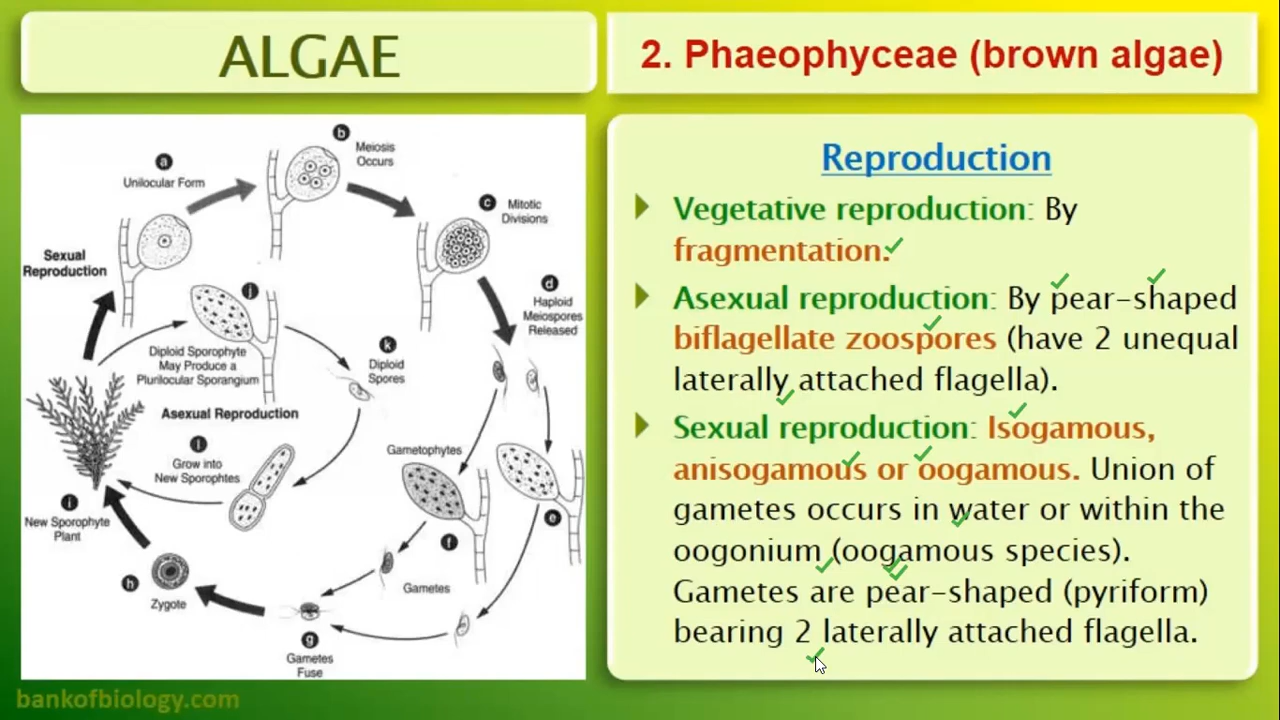 ALGAE
2. Phaeophyceae (brown algae)
a
Unilocular Form
b
Meiosis
Occurs
c
Mitotic
Divisions
d
Haploid
Meiospores
Released
Sexual
Reproduction
j
Diploid Sporophyte
May Produce a
Plurilocular Sporangium
k
Diploid
Spores
Asexual Reproduction
l
Grow into
New Sporophtes
Gametophytes
e
f
i
New Sporophyte
Plant
h
Zygote
Gametes
g
Gametes
Fuse
Reproduction
Vegetative reproduction: By
fragmentation.
Asexual reproduction: By pear-shaped
biflagellate zoospores (have 2 unequal
laterally attached flagella).
Sexual reproduction: Isogamous,
anisogamous or oogamous. Union of
gametes occurs in water or within the
oogonium (oogamous species).
Gametes are pear-shaped (pyriform)
bearing 2 laterally attached flagella.
bankofbiology.com